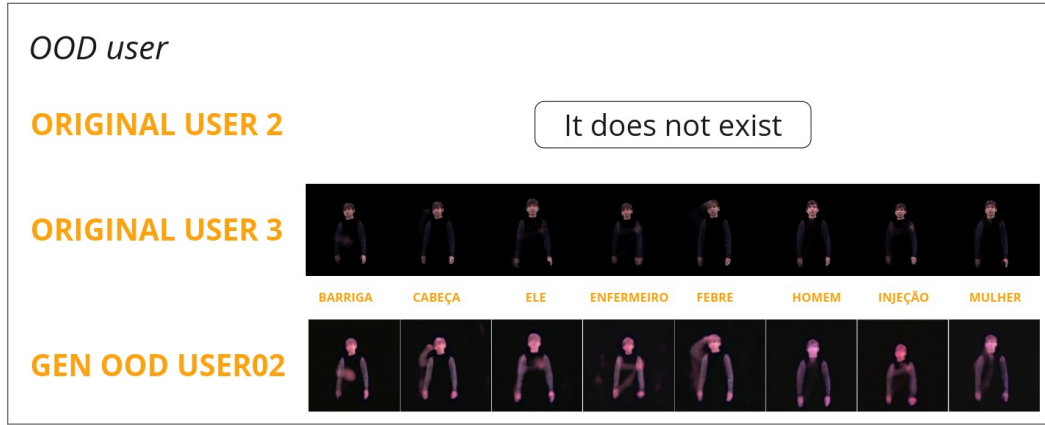 OOD user
ORIGINAL USER 2
It does not exist
ORIGINAL USER 3
BARRIGA CABEÇA ELE ENFERMEIRO FEBRE HOMEM INJEÇÃO MULHER
GEN OOD USER02